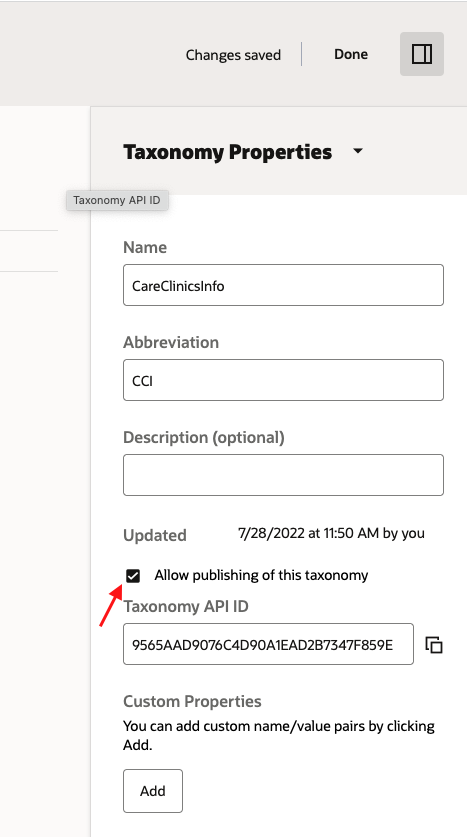 Changes saved
Done
Taxonomy Properties
Taxonomy API ID
Name
CareClinicsInfo
Abbreviation
CCI
Description (optional)
Updated 7/28/2022 at 11:50 AM by you
Allow publishing of this taxonomy
Taxonomy API ID
9565AAD9076C4D90A1EAD2B7347F859E
Custom Properties
You can add custom name/value pairs by clicking
Add.
Add